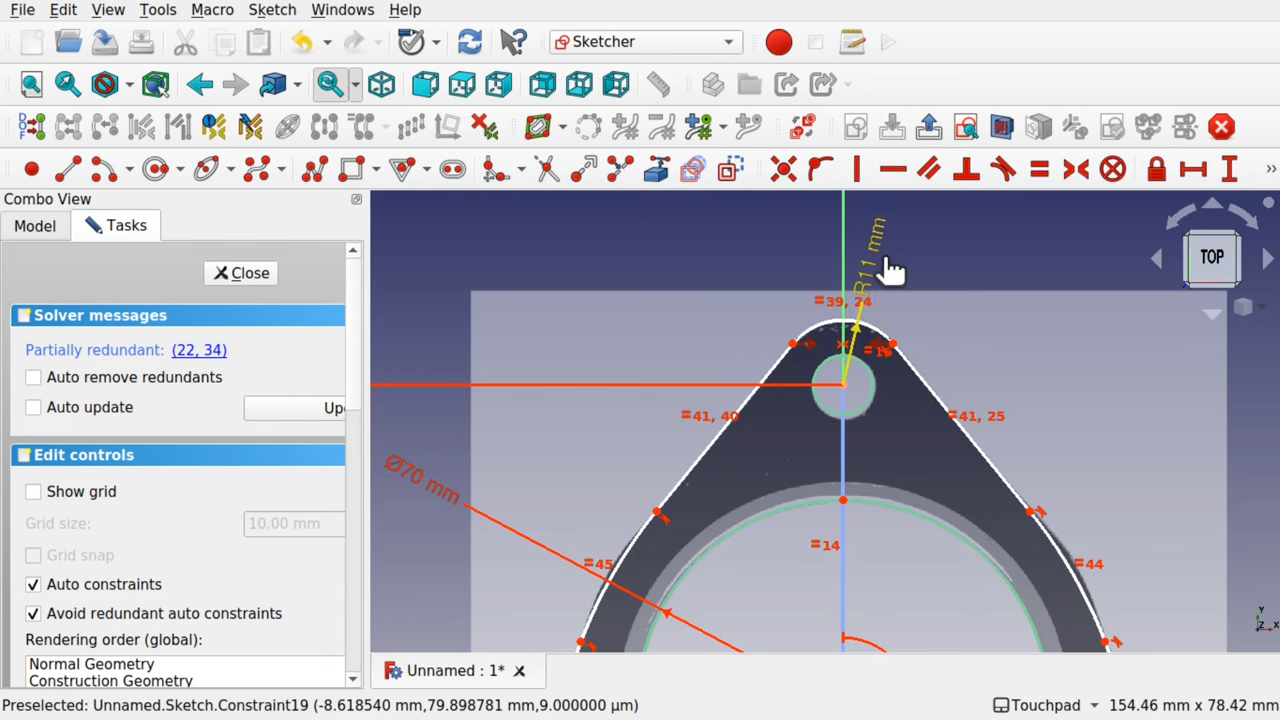 File Edit View Tools Macro Sketch Windows Help
Sketcher
Combo View
Model Tasks
Close
Solver messages
Partially redundant: (22, 34)
Auto remove redundants
Auto update
Edit controls
Show grid
Grid size: 10.00 mm
Grid snap
Auto constraints
Avoid redundant auto constraints
Rendering order (global):
Normal Geometry
Construction Geometry
TOP
R11 mm
=39, 24
=41, 40
=41, 25
Ø70 mm
=14
=45
=44
Y
Z X
Unnamed : 1*
Preselected: Unnamed.Sketch.Constraint19 (-8.618540 mm,79.898781 mm,9.000000 µm)
Touchpad 154.46 mm x 78.42 mm